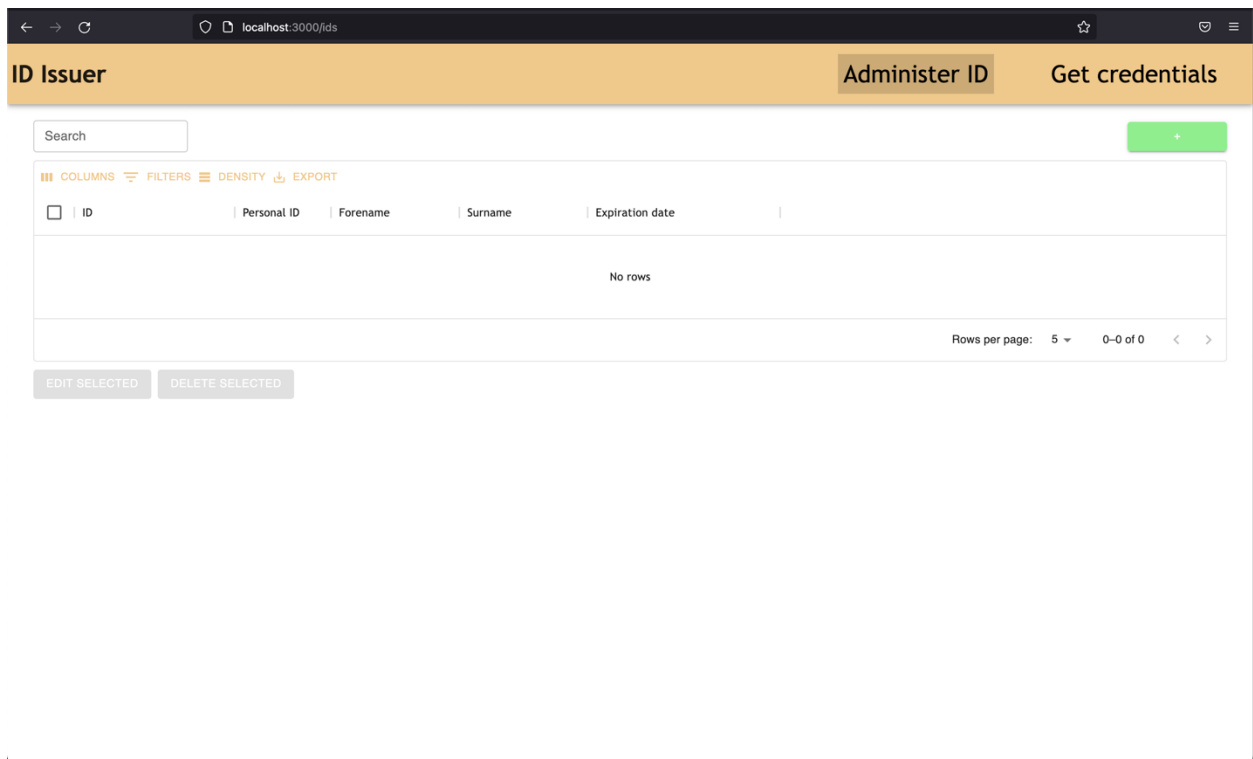 localhost:3000/ids
ID Issuer Administer ID Get credentials
Search +
COLUMNS FILTERS DENSITY EXPORT
ID Personal ID Forename Surname Expiration date
No rows
Rows per page: 5 0–0 of 0
EDIT SELECTED DELETE SELECTED